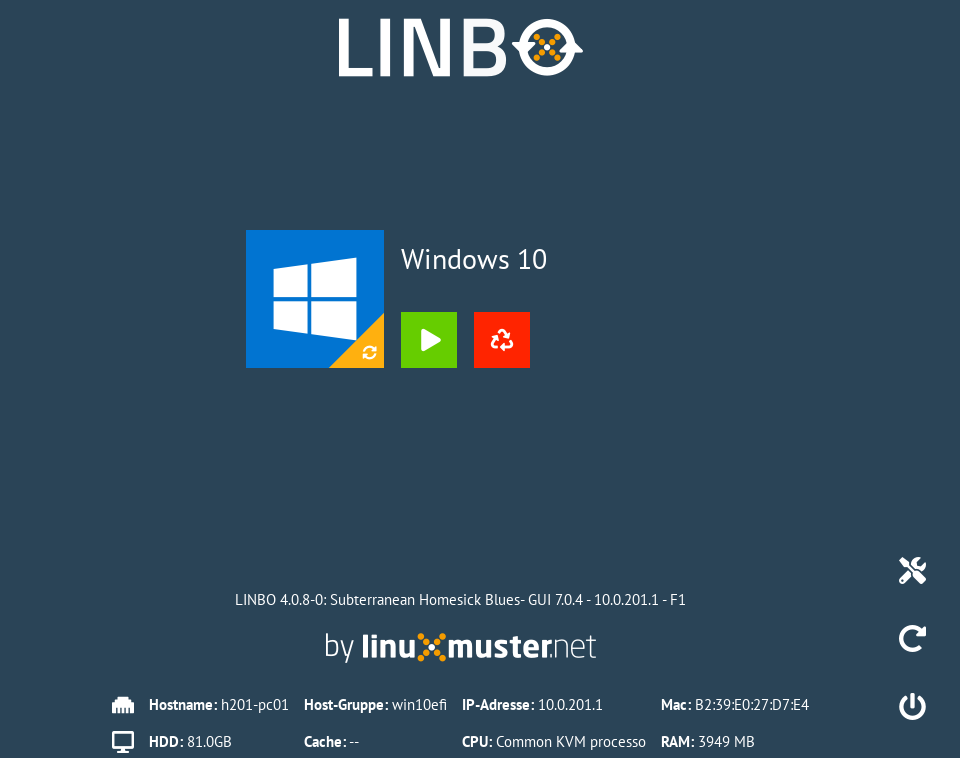 LINBO
Windows 10
LINBO 4.0.8-0: Subterranean Homesick Blues- GUI 7.0.4 - 10.0.201.1 - F1
by linuxmuster.net
Hostname: h201-pc01 Host-Gruppe: win10efi IP-Adresse: 10.0.201.1 Mac: B2:39:E0:27:D7:E4
HDD: 81.0GB Cache: -- CPU: Common KVM processo RAM: 3949 MB